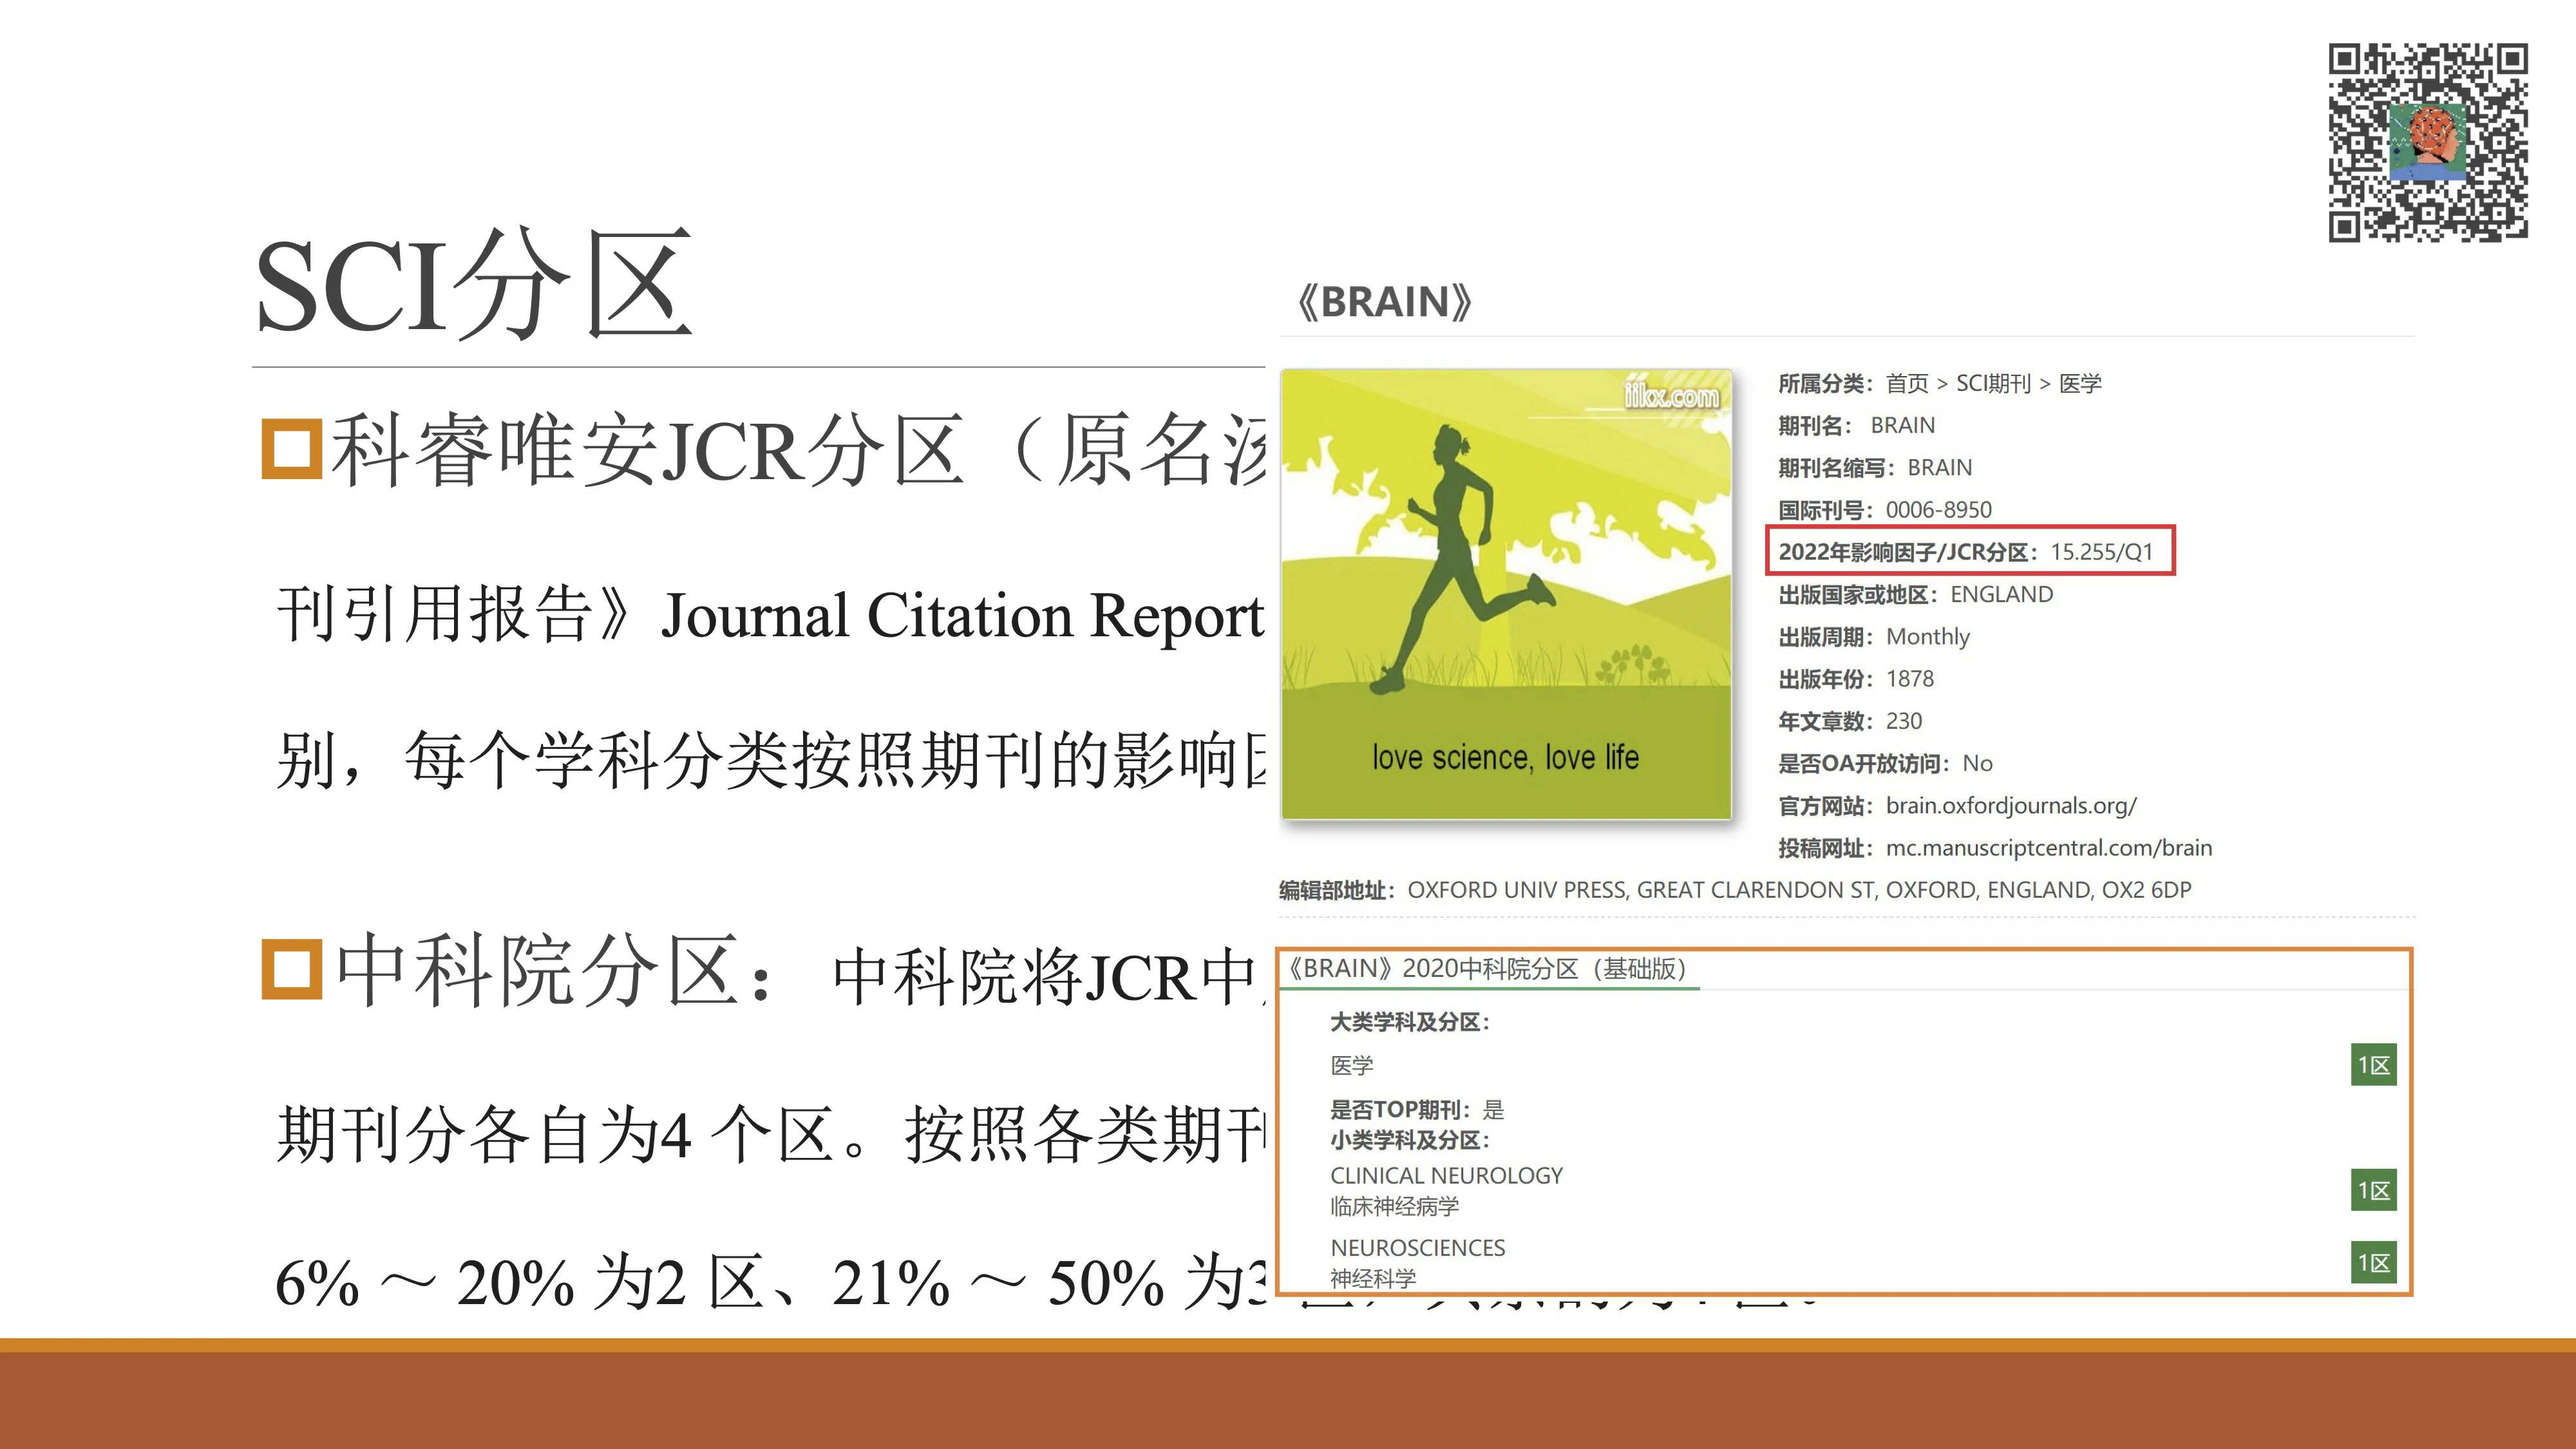 SCI分区
科睿唯安JCR分区（原名汤
刊引用报告》Journal Citation Report
别，每个学科分类按照期刊的影响因
中科院分区： 中科院将JCR中
期刊分各自为4 个区。按照各类期刊
6% ～ 20% 为2 区、21% ～ 50% 为3
《BRAIN》
iikx.com
love science, love life
所属分类：首页 > SCI期刊 > 医学
期刊名： BRAIN
期刊名缩写：BRAIN
国际刊号：0006-8950
2022年影响因子/JCR分区：15.255/Q1
出版国家或地区：ENGLAND
出版周期：Monthly
出版年份：1878
年文章数：230
是否OA开放访问：No
官方网站：brain.oxfordjournals.org/
投稿网址：mc.manuscriptcentral.com/brain
编辑部地址：OXFORD UNIV PRESS, GREAT CLARENDON ST, OXFORD, ENGLAND, OX2 6DP
《BRAIN》2020中科院分区（基础版）
大类学科及分区：
医学 1区
是否TOP期刊：是
小类学科及分区：
CLINICAL NEUROLOGY
临床神经病学 1区
NEUROSCIENCES
神经科学 1区